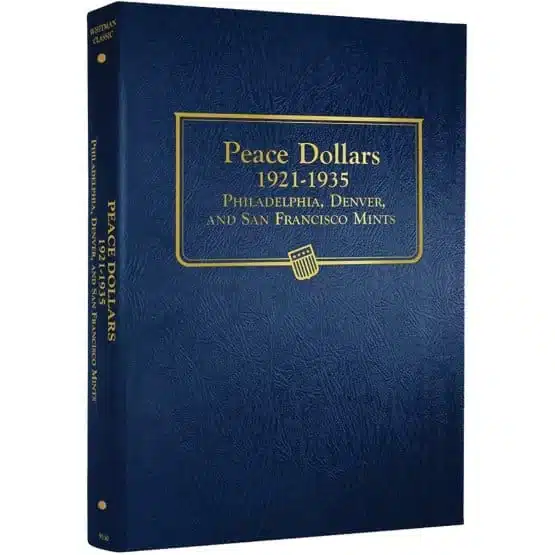 WHITMAN
CLASSIC
PEACE DOLLARS
1921-1935
PHILADELPHIA, DENVER, AND SAN FRANCISCO MINTS
Peace Dollars
1921-1935
PHILADELPHIA, DENVER,
AND SAN FRANCISCO MINTS